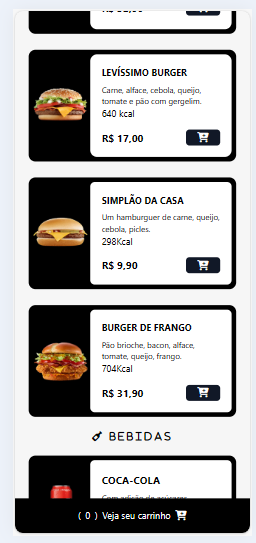 LEVÍSSIMO BURGER
Carne, alface, cebola, queijo,
tomate e pão com gergelim.
640 kcal
R$ 17,00
SIMPLÃO DA CASA
Um hamburguer de carne, queijo,
cebola, picles.
298Kcal
R$ 9,90
BURGER DE FRANGO
Pão brioche, bacon, alface,
tomate, queijo, frango.
704Kcal
R$ 31,90
BEBIDAS
COCA-COLA
( 0 ) Veja seu carrinho